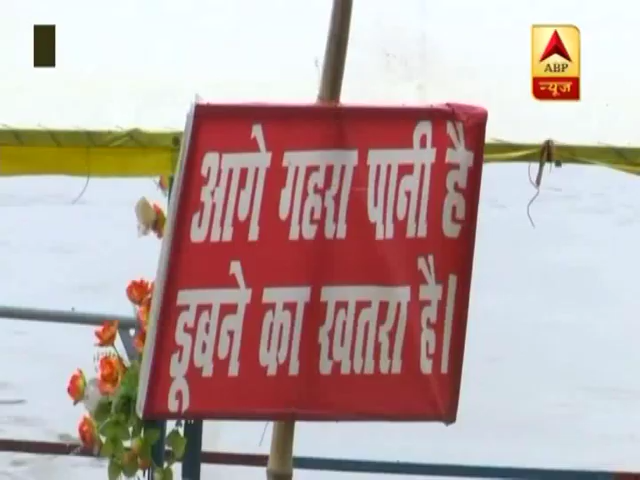 ABP
न्यूज़
आगे गहरा पानी है
डूबने का खतरा है।